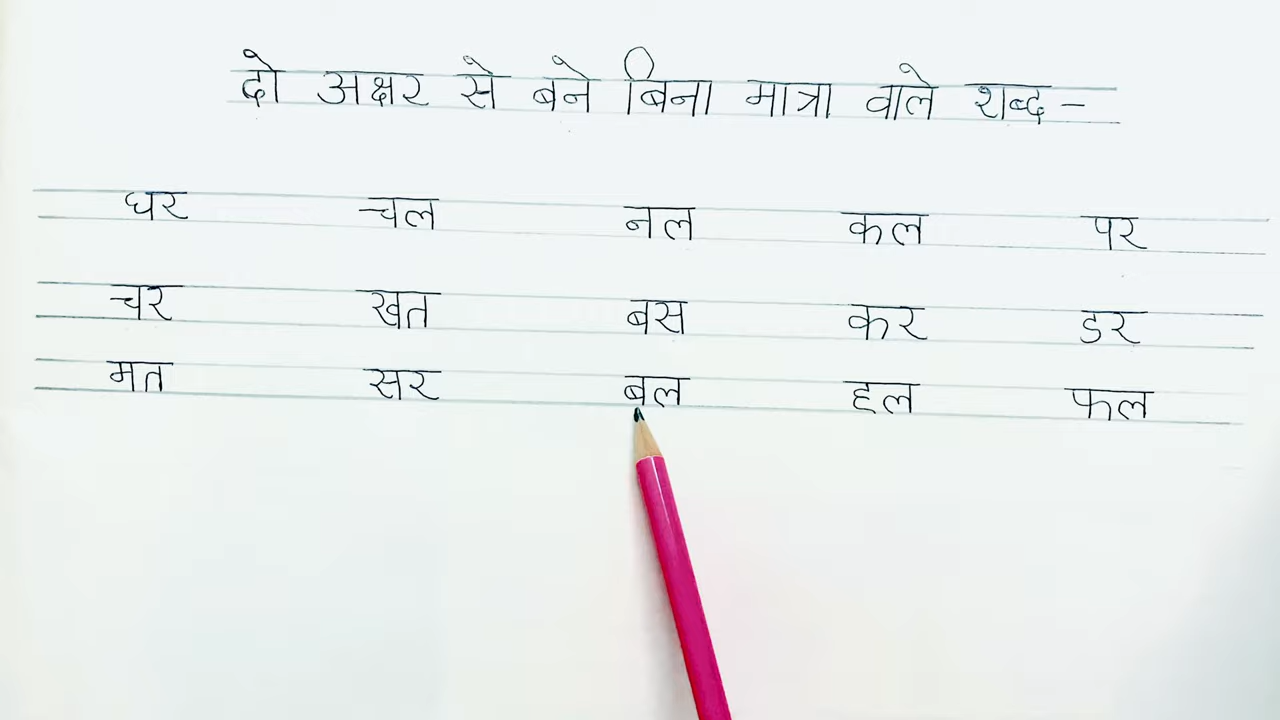 दो अक्षर से बने बिना मात्रा वाले शब्द -
घर चल नल कल पर
चर खत बस कर डर
मत सर बल हल फल